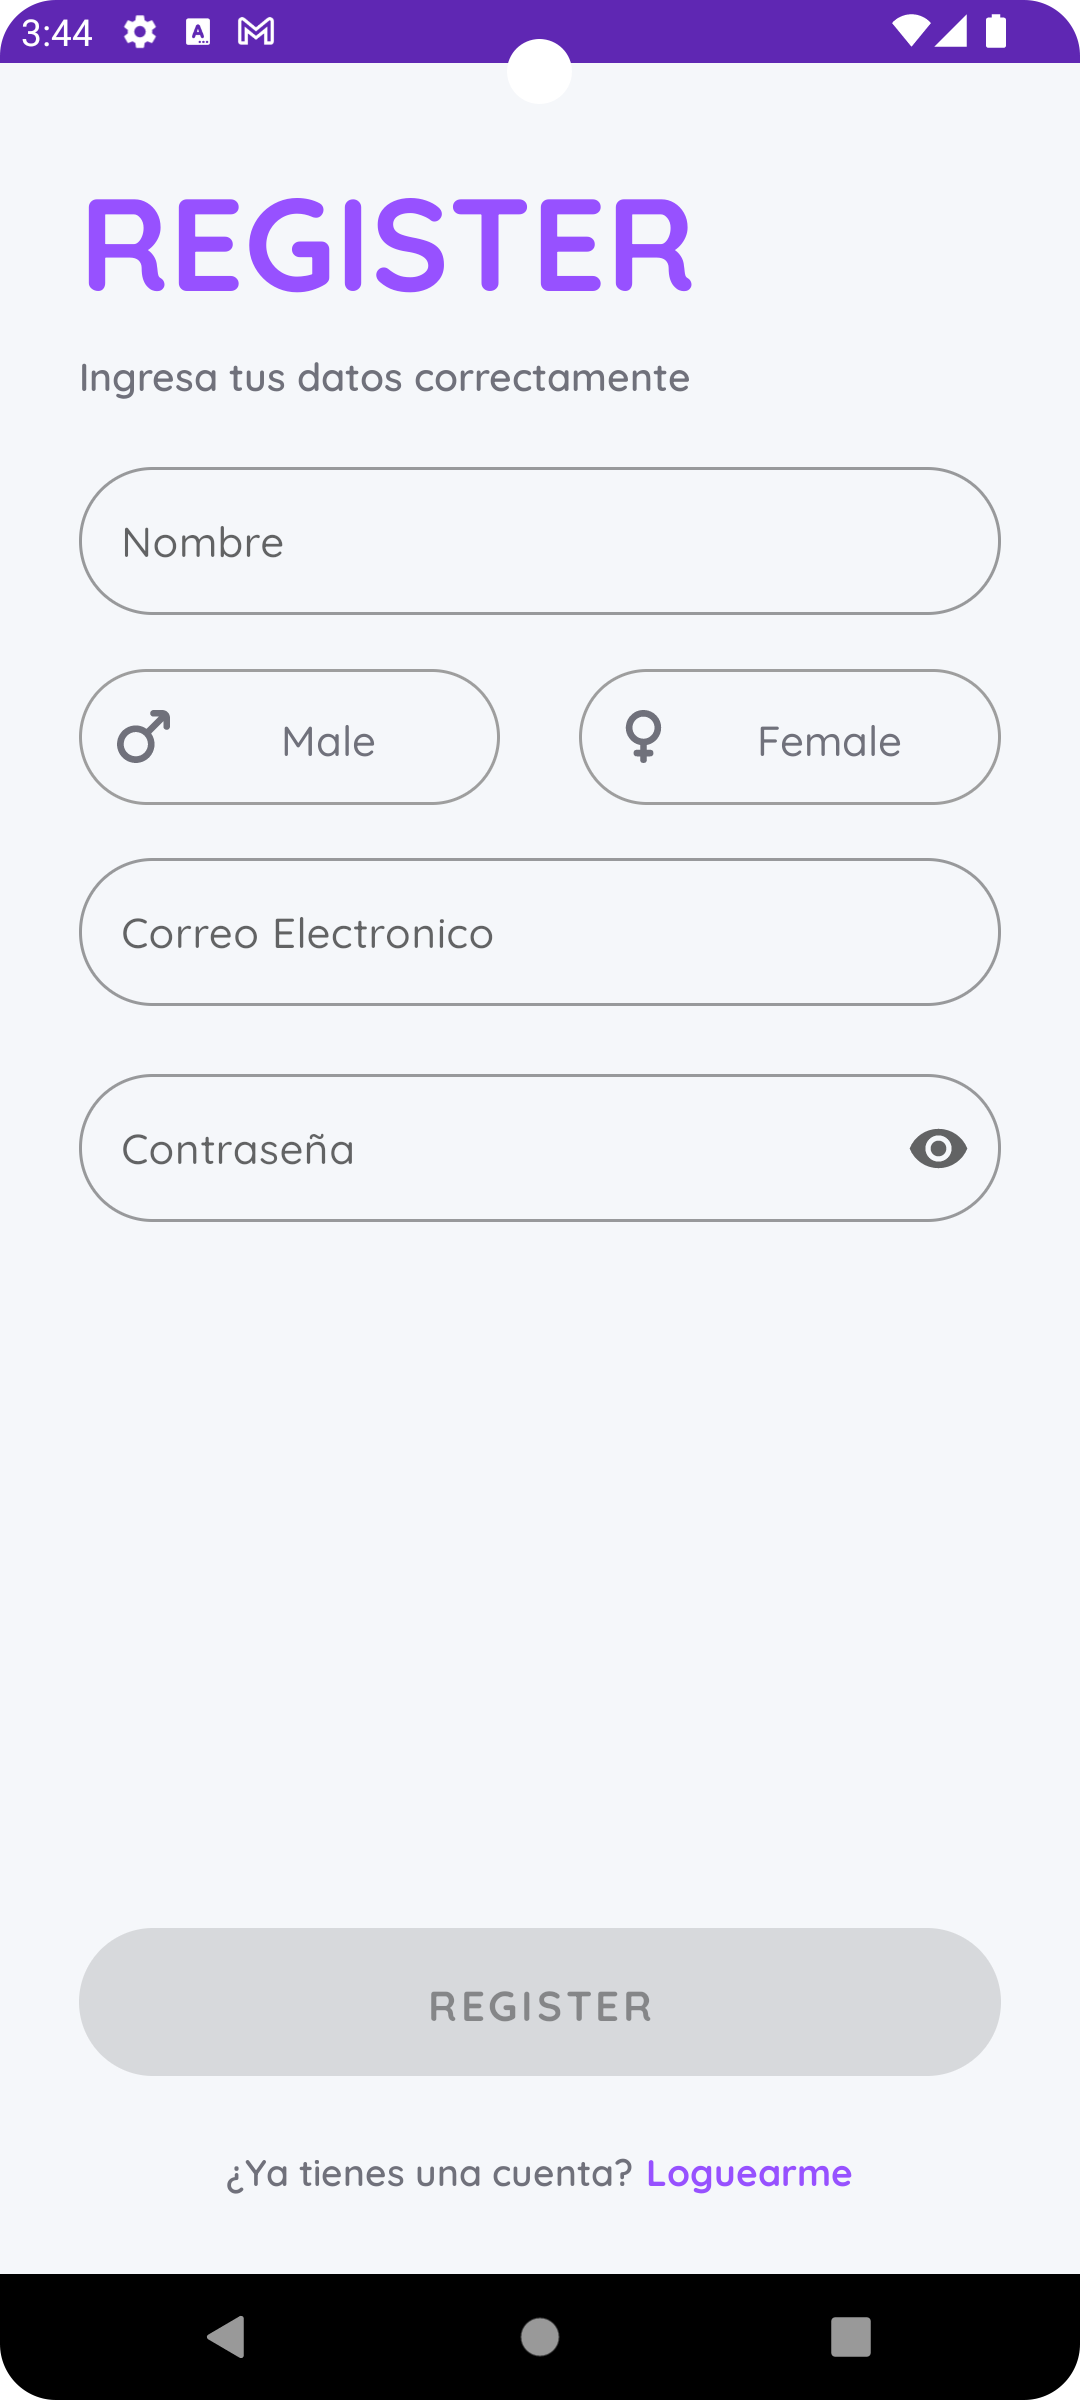 3:44
REGISTER
Ingresa tus datos correctamente
Nombre
Male Female
Correo Electronico
Contraseña
REGISTER
¿Ya tienes una cuenta? Loguearme